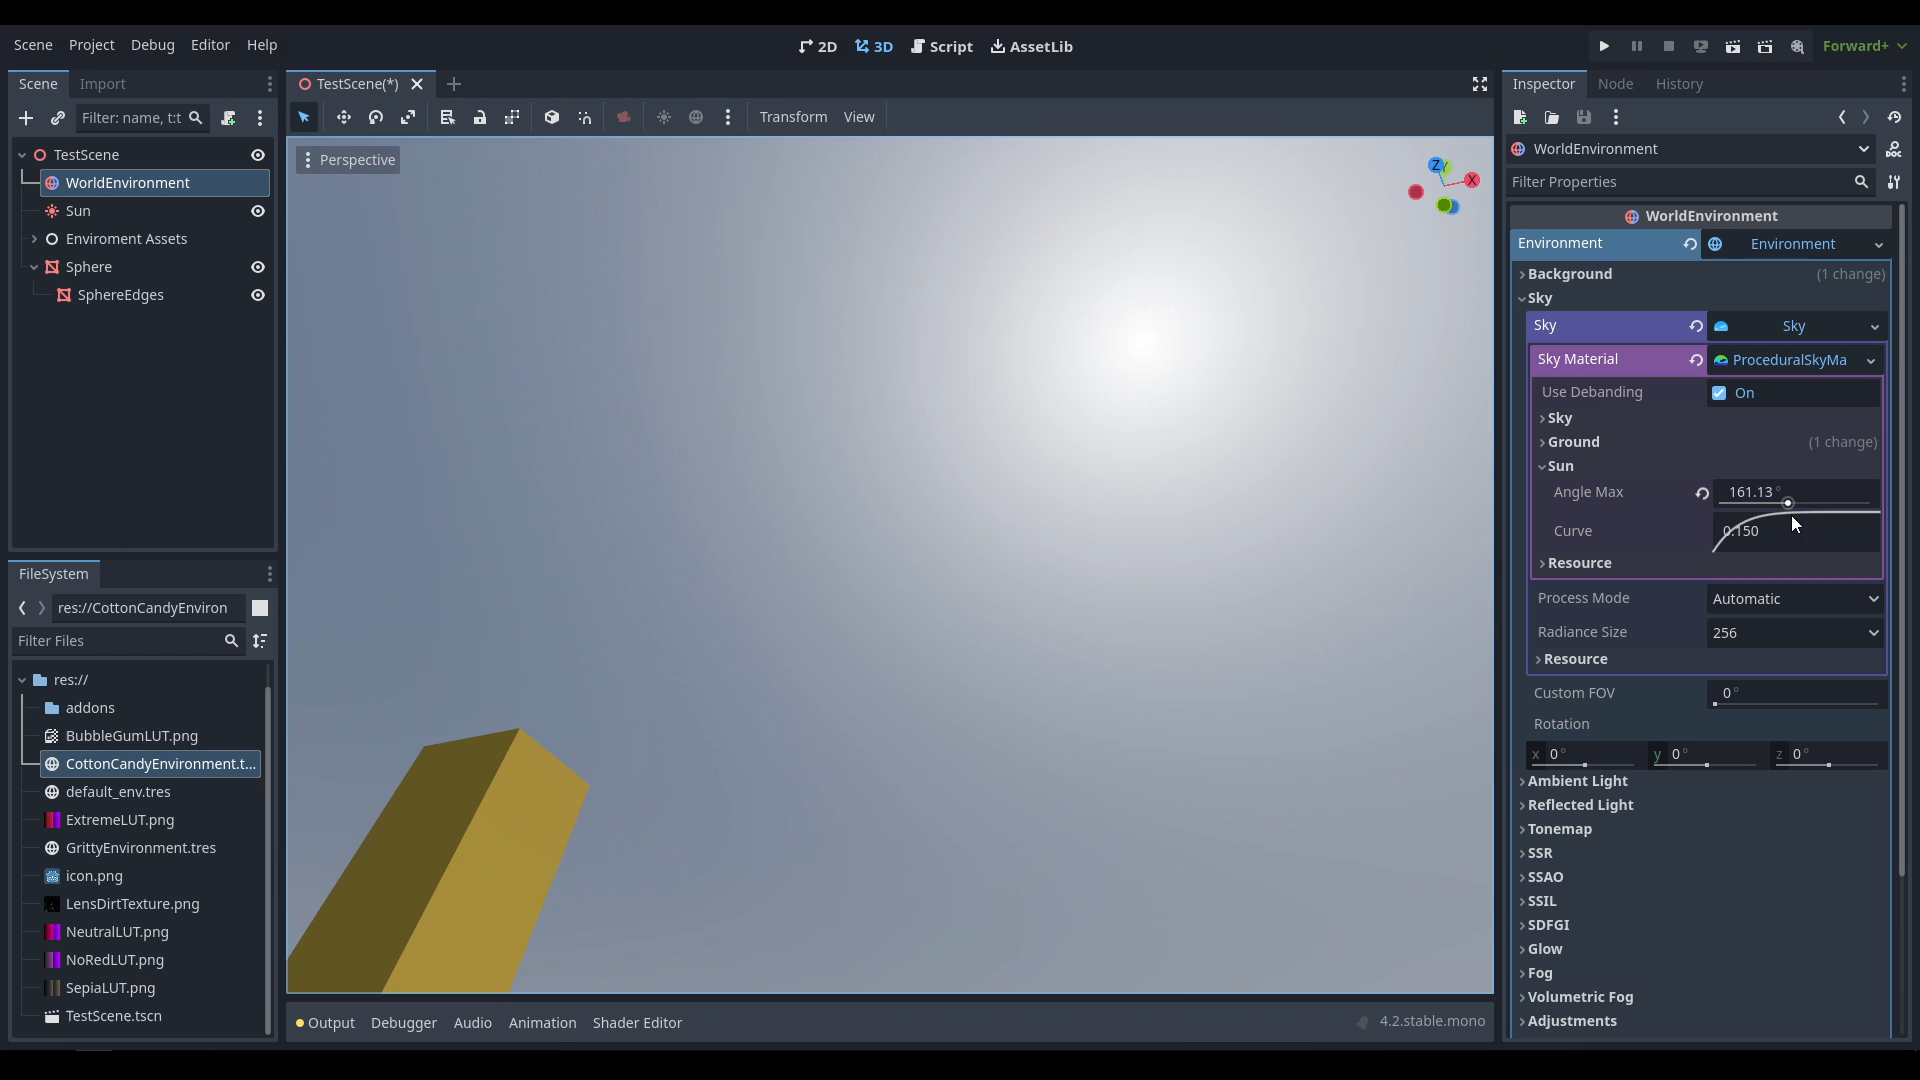 Scene Project Debug Editor Help
2D 3D Script AssetLib
Forward+
Scene Import
Filter: name, t:t
TestScene
WorldEnvironment
Sun
Enviroment Assets
Sphere
SphereEdges
FileSystem
res://CottonCandyEnviron
Filter Files
res://
addons
BubbleGumLUT.png
CottonCandyEnvironment.t...
default_env.tres
ExtremeLUT.png
GrittyEnvironment.tres
icon.png
LensDirtTexture.png
NeutralLUT.png
NoRedLUT.png
SepiaLUT.png
TestScene.tscn
TestScene(*)
Transform View
Perspective
Z Y X
Output Debugger Audio Animation Shader Editor
4.2.stable.mono
Inspector Node History
WorldEnvironment
DOC
Filter Properties
WorldEnvironment
Environment Environment
Background (1 change)
Sky
Sky Sky
Sky Material ProceduralSkyMa
Use Debanding On
Sky
Ground (1 change)
Sun
Angle Max 161.13 °
Curve 0.150
Resource
Process Mode Automatic
Radiance Size 256
Resource
Custom FOV 0 °
Rotation
x 0 ° y 0 ° z 0 °
Ambient Light
Reflected Light
Tonemap
SSR
SSAO
SSIL
SDFGI
Glow
Fog
Volumetric Fog
Adjustments